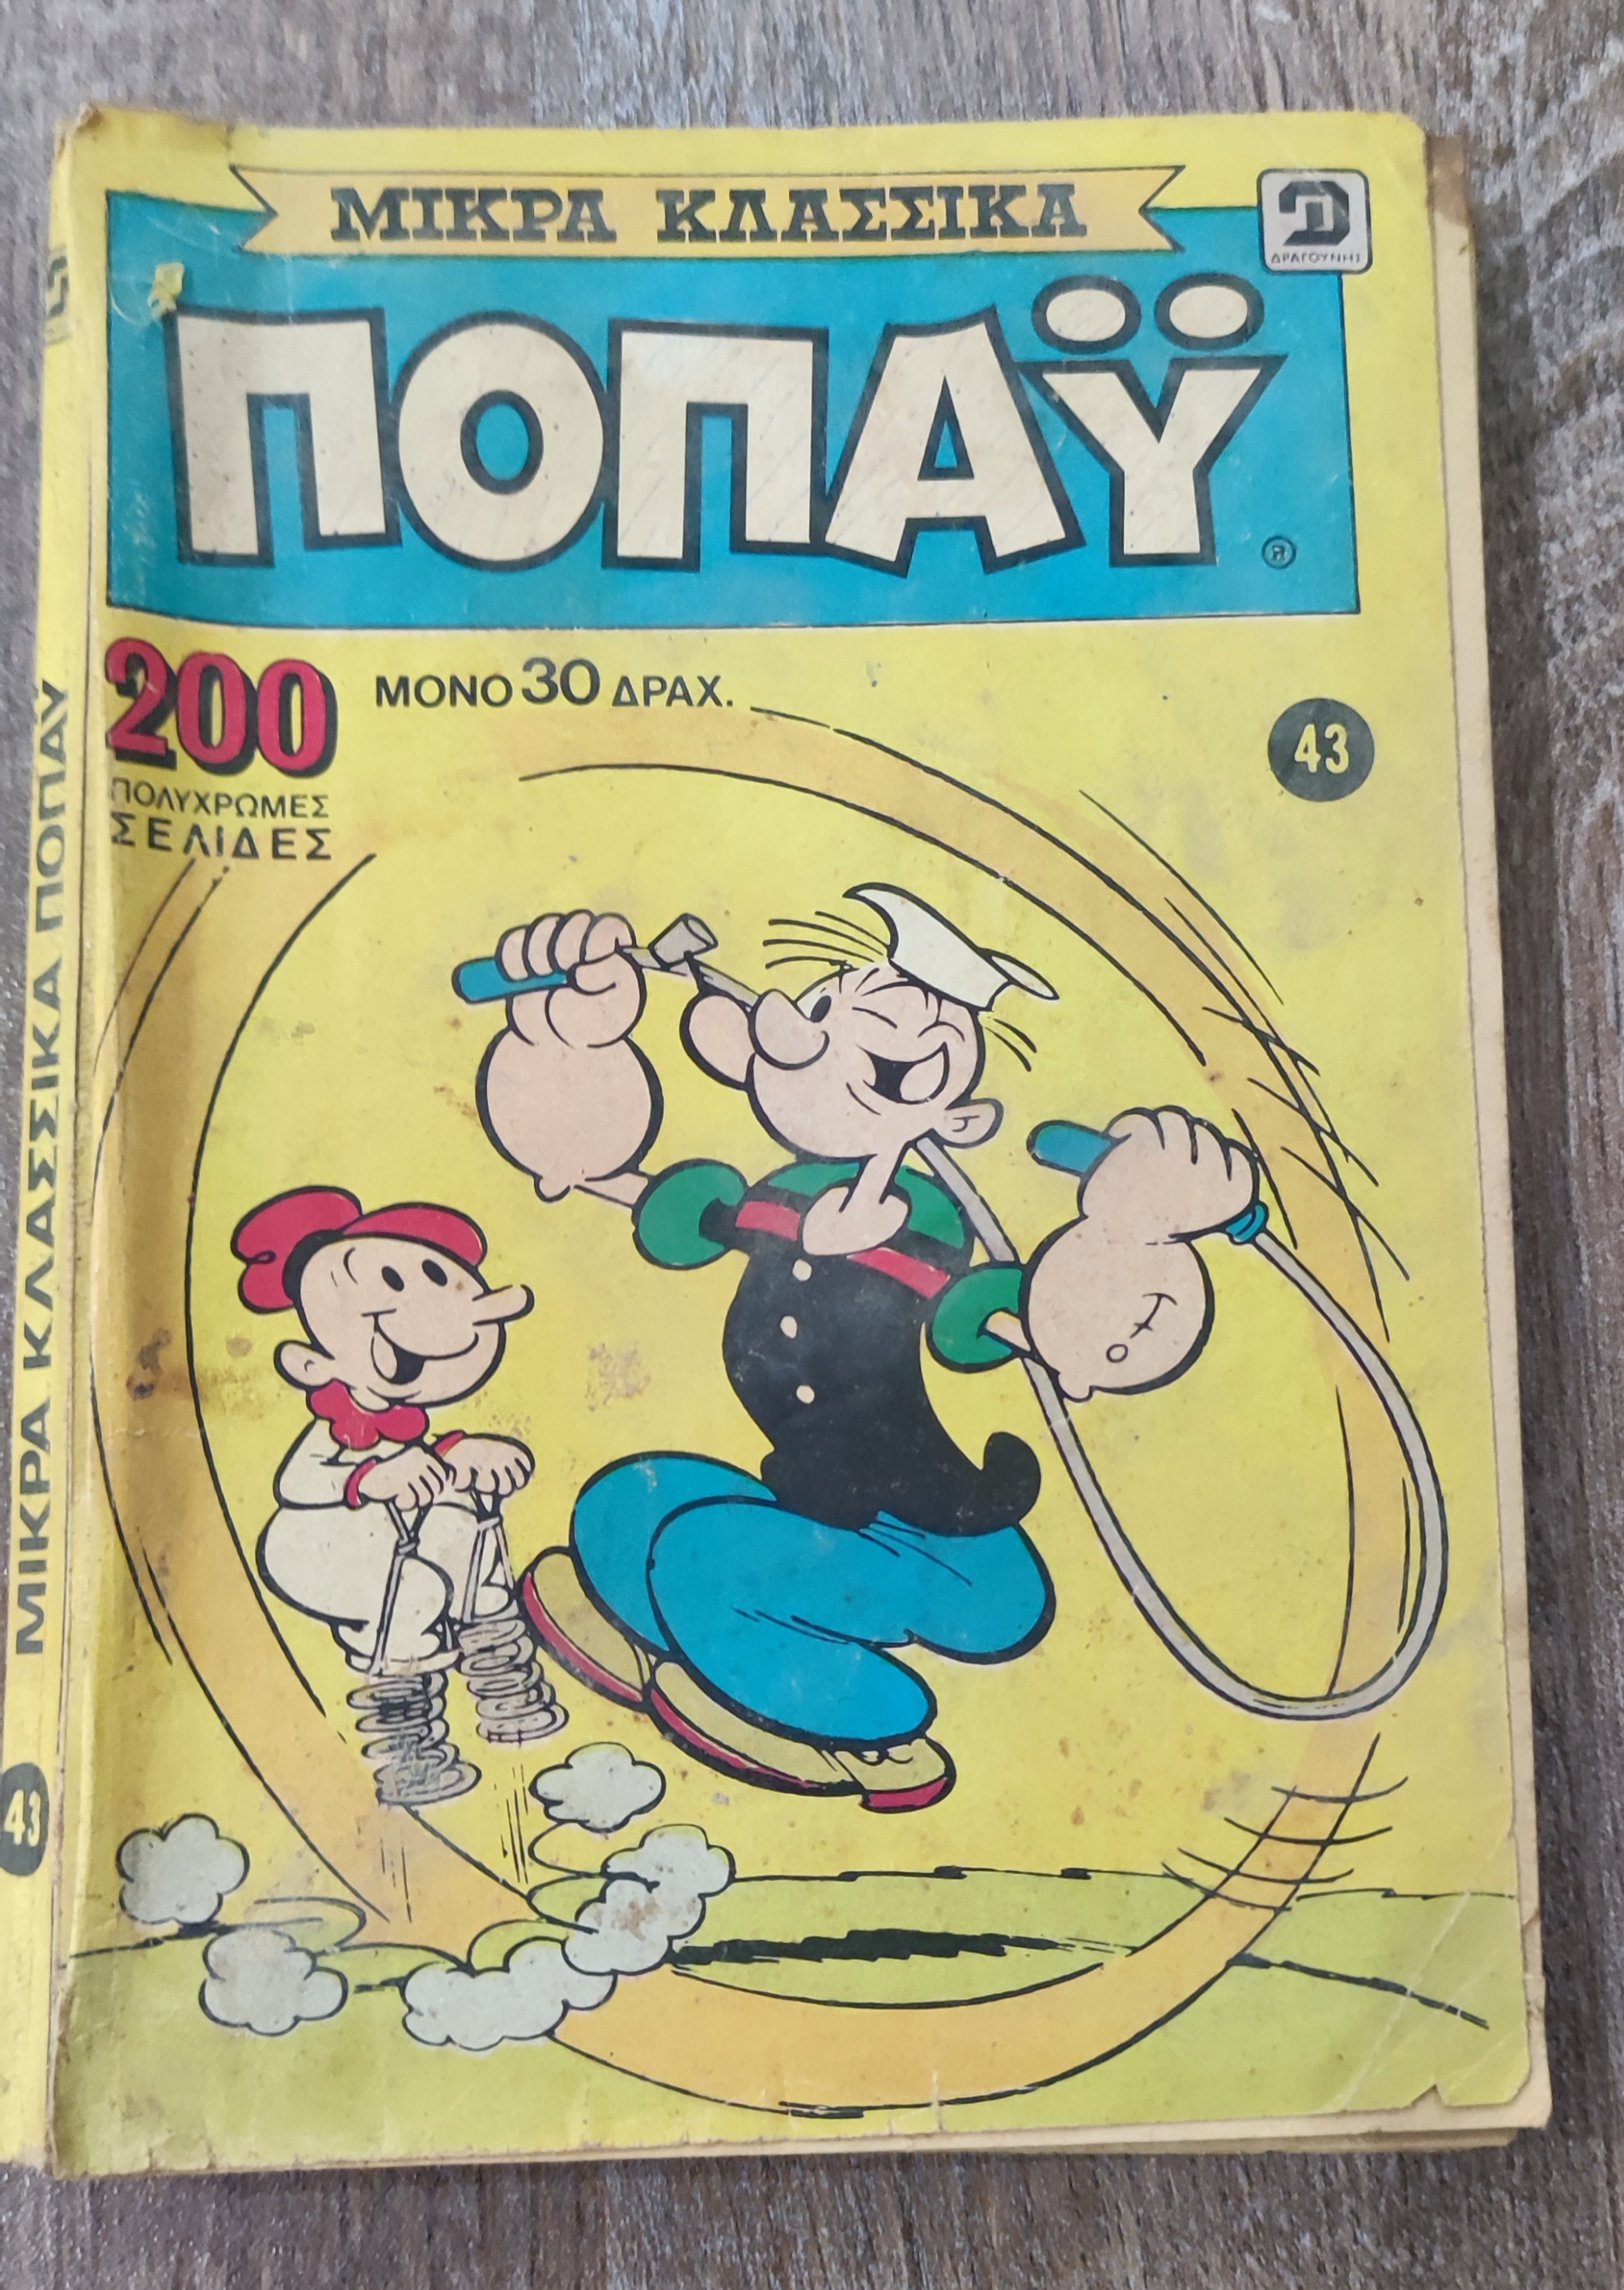 ΜΙΚΡΑ ΚΛΑΣΣΙΚΑ
ΔΡΑΓΟΥΝΗΣ
ΠΟΠΑΫ
®
200 ΜΟΝΟ 30 ΔΡΑΧ.
ΠΟΛΥΧΡΩΜΕΣ
ΣΕΛΙΔΕΣ
43
ΜΙΚΡΑ ΚΛΑΣΣΙΚΑ ΠΟΠΑΫ
43